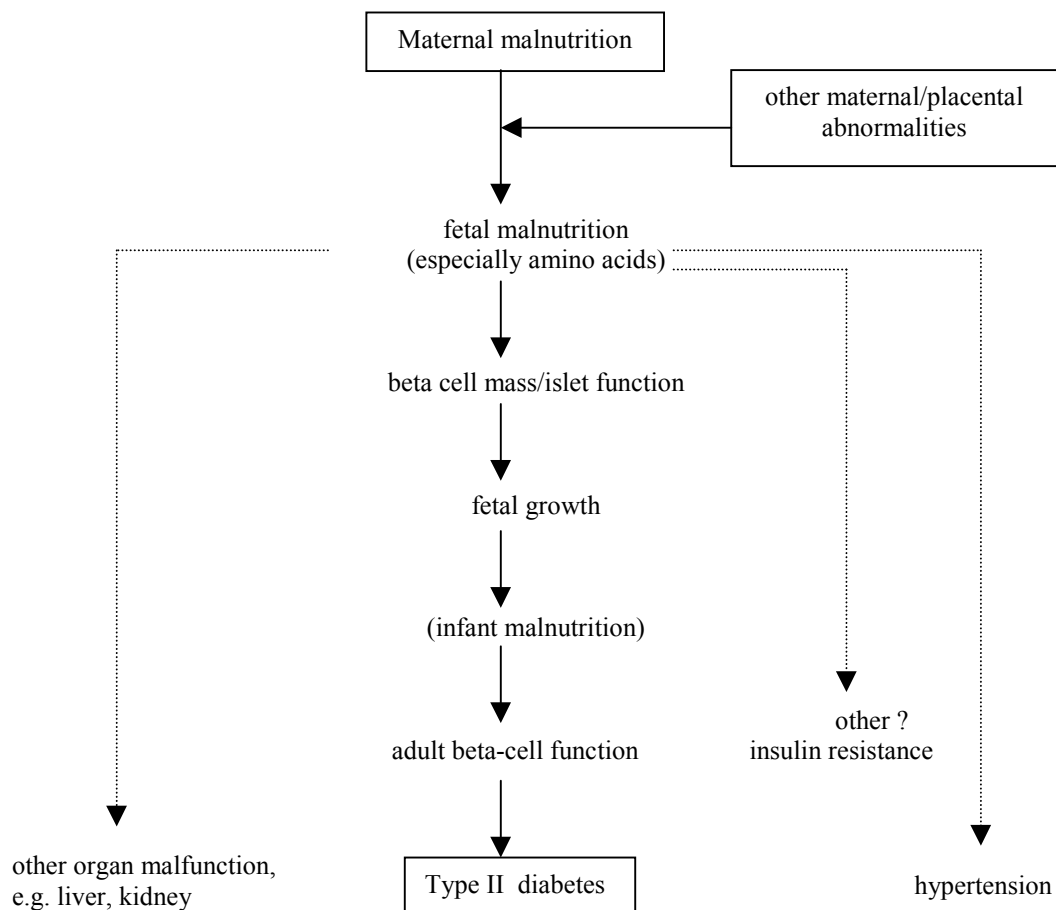 Maternal malnutrition
other maternal/placental
abnormalities
fetal malnutrition
(especially amino acids)
beta cell mass/islet function
fetal growth
(infant malnutrition)
other ?
insulin resistance
adult beta-cell function
other organ malfunction,
e.g. liver, kidney
Type II diabetes
hypertension